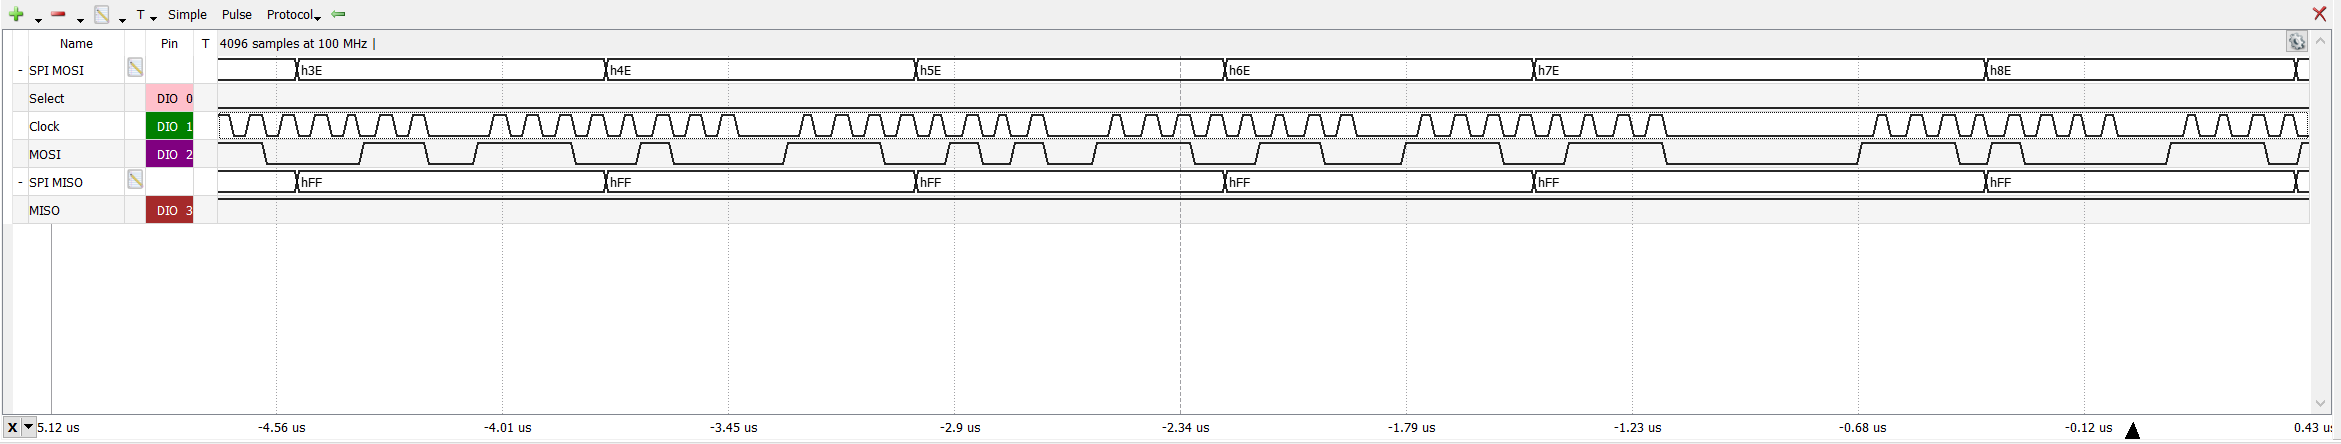 T Simple Pulse Protocol
Name Pin T 4096 samples at 100 MHz |
- SPI MOSI h3E h4E h5E h6E h7E h8E
Select DIO 0
Clock DIO 1
MOSI DIO 2
- SPI MISO hFF hFF hFF hFF hFF hFF
MISO DIO 3
X 5.12 us -4.56 us -4.01 us -3.45 us -2.9 us -2.34 us -1.79 us -1.23 us -0.68 us -0.12 us 0.43 u